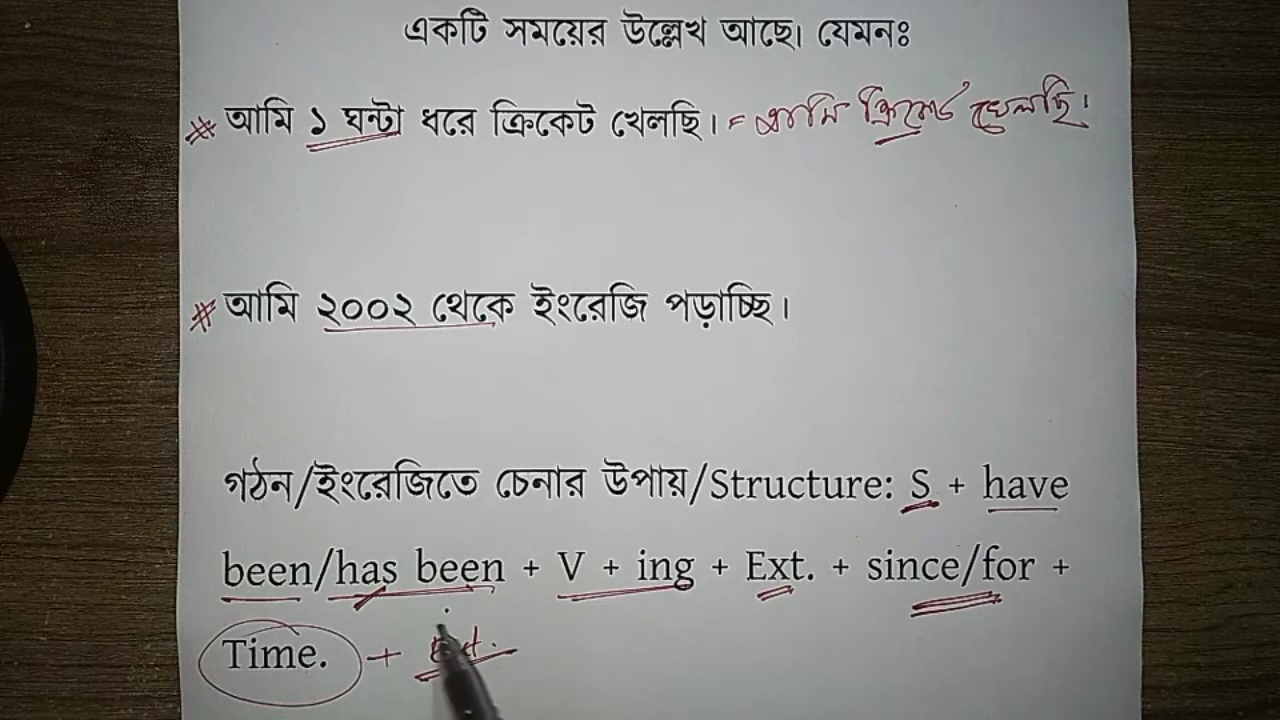 একটি সময়ের উল্লেখ আছে। যেমনঃ
* আমি ১ ঘন্টা ধরে ক্রিকেট খেলছি। = আমি ক্রিকেট খেলছি।
* আমি ২০০২ থেকে ইংরেজি পড়াচ্ছি।
গঠন/ইংরেজিতে চেনার উপায়/Structure: S + have
been/has been + V + ing + Ext. + since/for +
Time. + Ext.